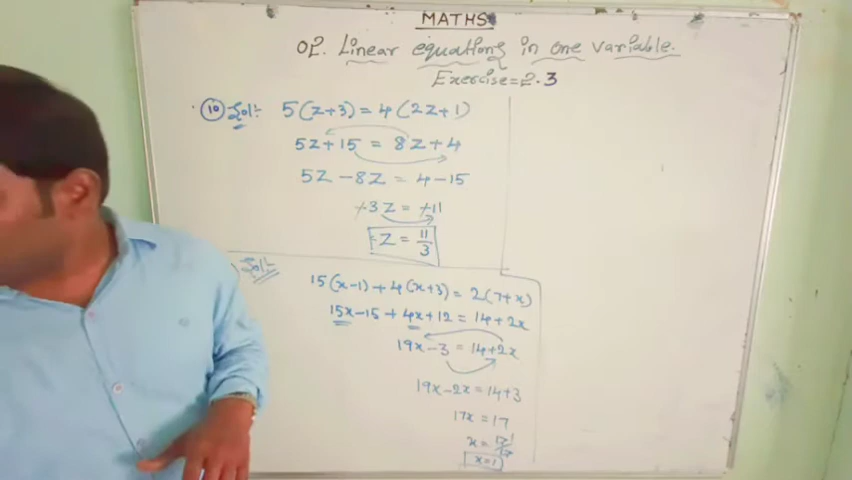 MATHS
02. Linear equations in one variable.
Exercise=2.3
10 Sol:- 5(z+3)=4(2z+1)
5z+15 = 8z+4
5z-8z = 4-15
-3z = -11
z = 11/3
Sol:- 15(x-1)+4(x+3)=2(7+x)
15x-15+4x+12=14+2x
19x-3=14+2x
19x-2x=14+3
17x=17
x=17/17
x=1